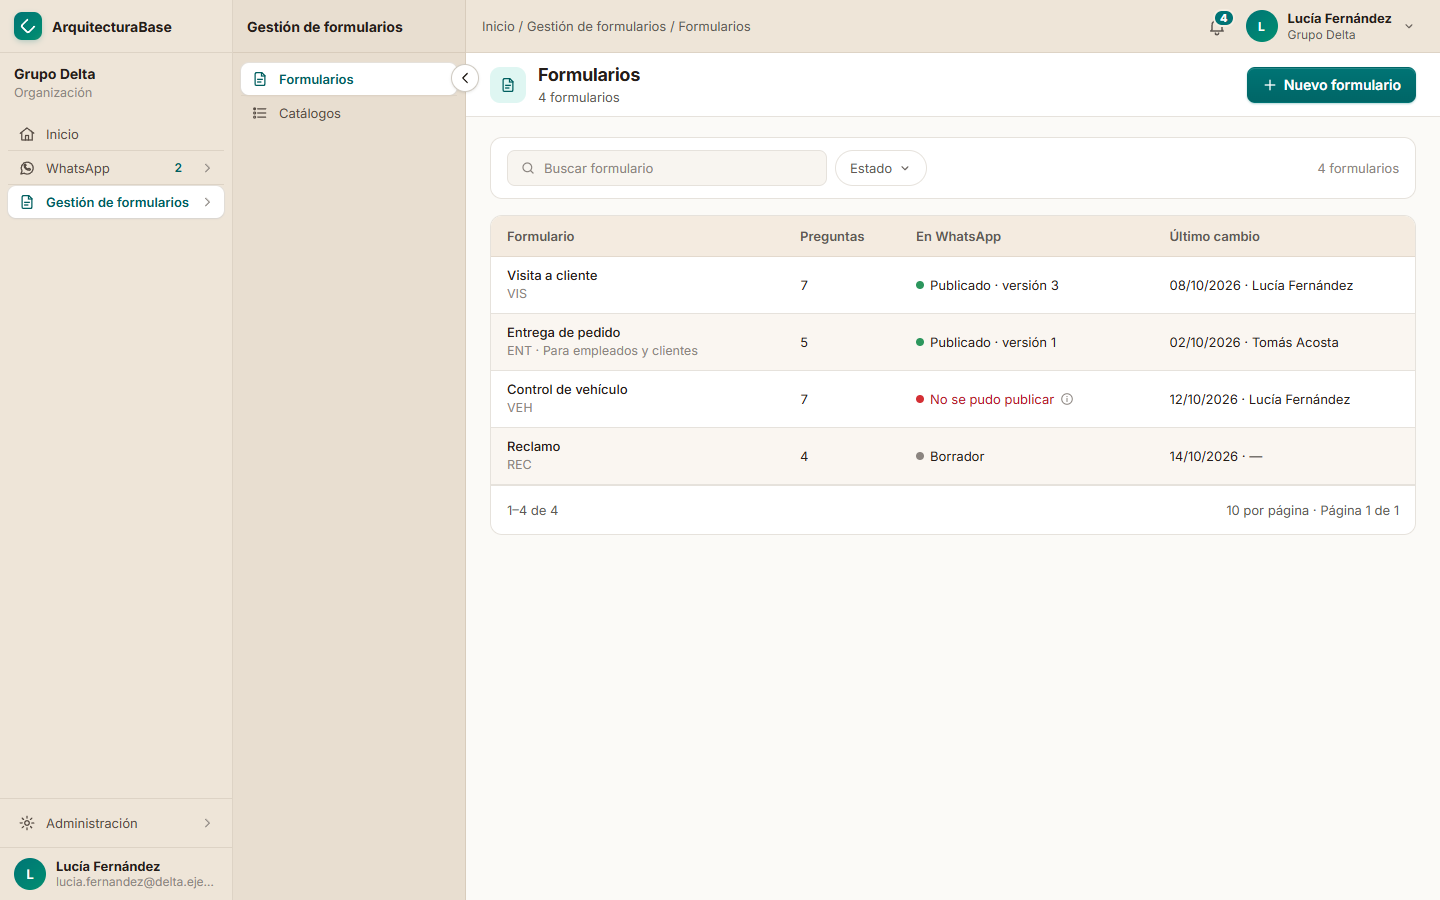 ArquitecturaBase
Grupo Delta
Organización
Inicio
WhatsApp 2
Gestión de formularios
Administración
L
Lucía Fernández
lucia.fernandez@delta.eje...
Gestión de formularios
Formularios
Catálogos
Inicio / Gestión de formularios / Formularios
4
L
Lucía Fernández
Grupo Delta
Formularios
4 formularios
Nuevo formulario
Buscar formulario
Estado
4 formularios
Formulario Preguntas En WhatsApp Último cambio
Visita a cliente
VIS
7 Publicado · versión 3 08/10/2026 · Lucía Fernández
Entrega de pedido
ENT · Para empleados y clientes
5 Publicado · versión 1 02/10/2026 · Tomás Acosta
Control de vehículo
VEH
7 No se pudo publicar 12/10/2026 · Lucía Fernández
Reclamo
REC
4 Borrador 14/10/2026 · —
1–4 de 4
10 por página · Página 1 de 1